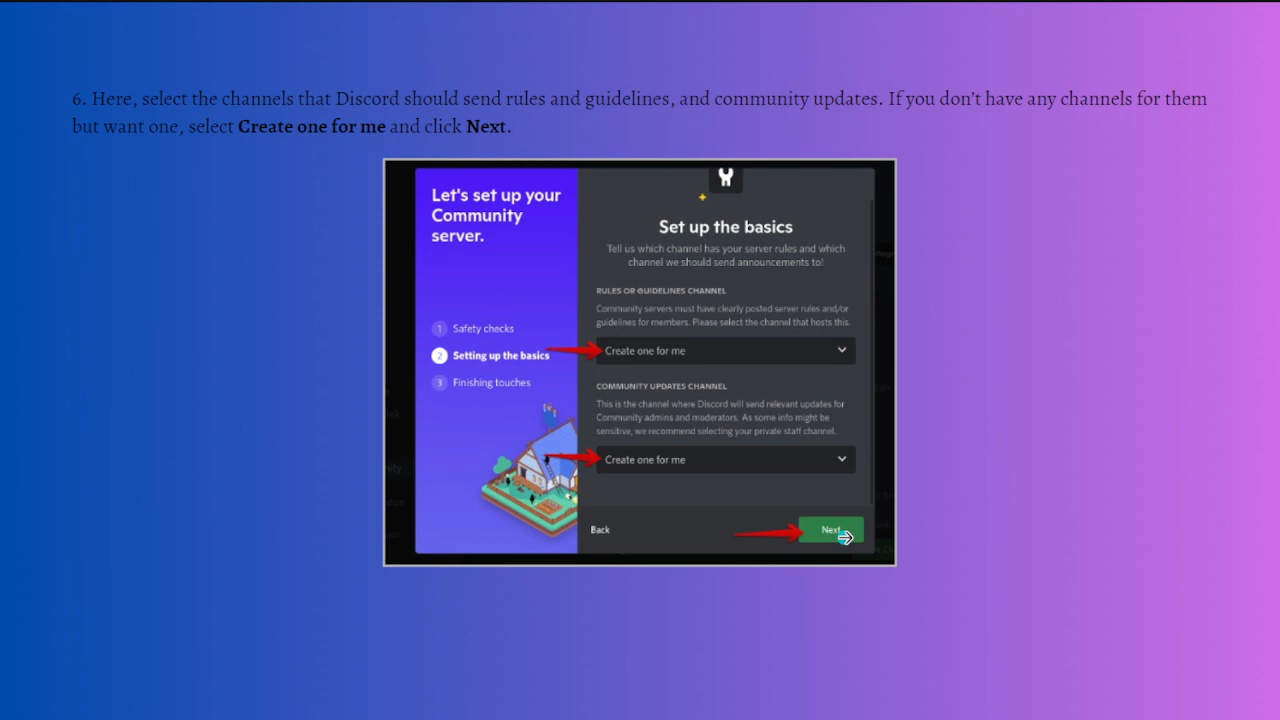 6. Here, select the channels that Discord should send rules and guidelines, and community updates. If you don't have any channels for them
but want one, select Create one for me and click Next.
Let's set up your
Community
server.
1 Safety checks
2 Setting up the basics
3 Finishing touches
Set up the basics
Tell us which channel has your server rules and which
channel we should send announcements to!
RULES OR GUIDELINES CHANNEL
Community servers must have clearly posted server rules and/or
guidelines for members. Please select the channel that hosts this.
Create one for me
COMMUNITY UPDATES CHANNEL
This is the channel where Discord will send relevant updates for
Community admins and moderators. As some info might be
sensitive, we recommend selecting your private staff channel.
Create one for me
Back
Next